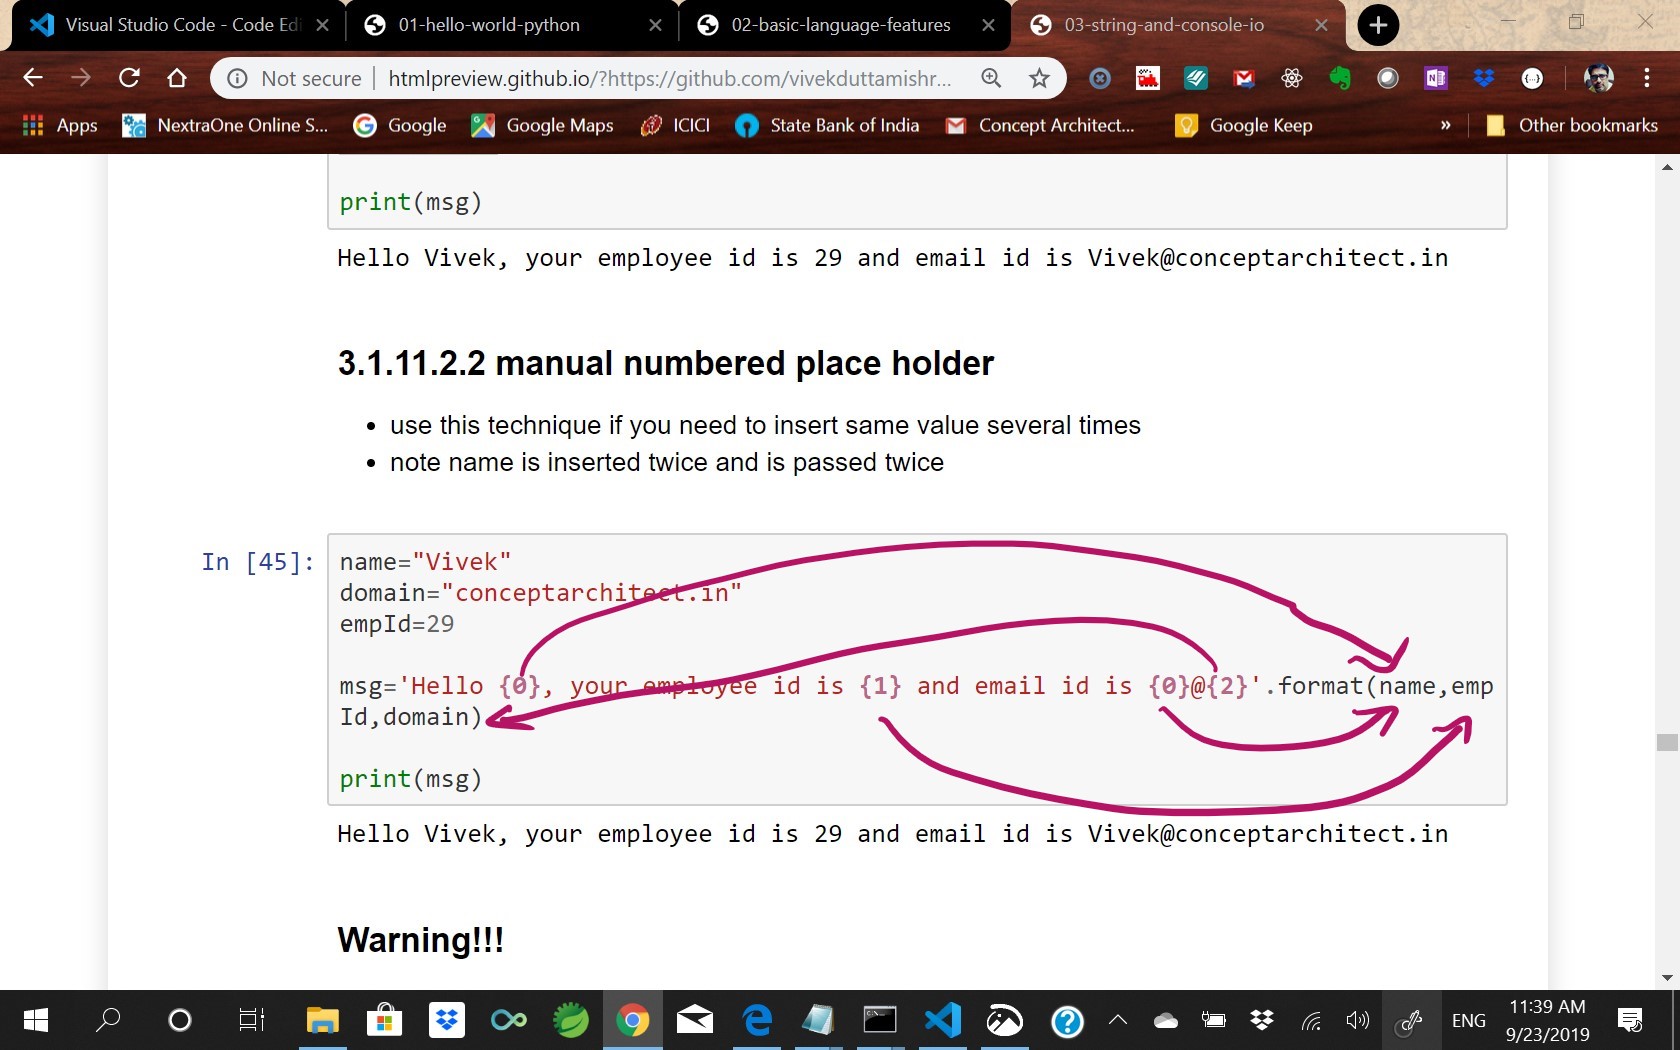 Visual Studio Code - Code Edi
01-hello-world-python
02-basic-language-features
03-string-and-console-io
Not secure
htmlpreview.github.io/?https://github.com/vivekduttamishr...
Apps
NextraOne Online S...
Google
Google Maps
ICICI
State Bank of India
Concept Architect...
Google Keep
»
Other bookmarks
print(msg)
Hello Vivek, your employee id is 29 and email id is Vivek@conceptarchitect.in
3.1.11.2.2 manual numbered place holder
• use this technique if you need to insert same value several times
• note name is inserted twice and is passed twice
In [45]:
name="Vivek"
domain="conceptarchitect.in"
empId=29
msg='Hello {0}, your employee id is {1} and email id is {0}@{2}'.format(name,emp
Id,domain)
print(msg)
Hello Vivek, your employee id is 29 and email id is Vivek@conceptarchitect.in
Warning!!!
ENG
11:39 AM
9/23/2019